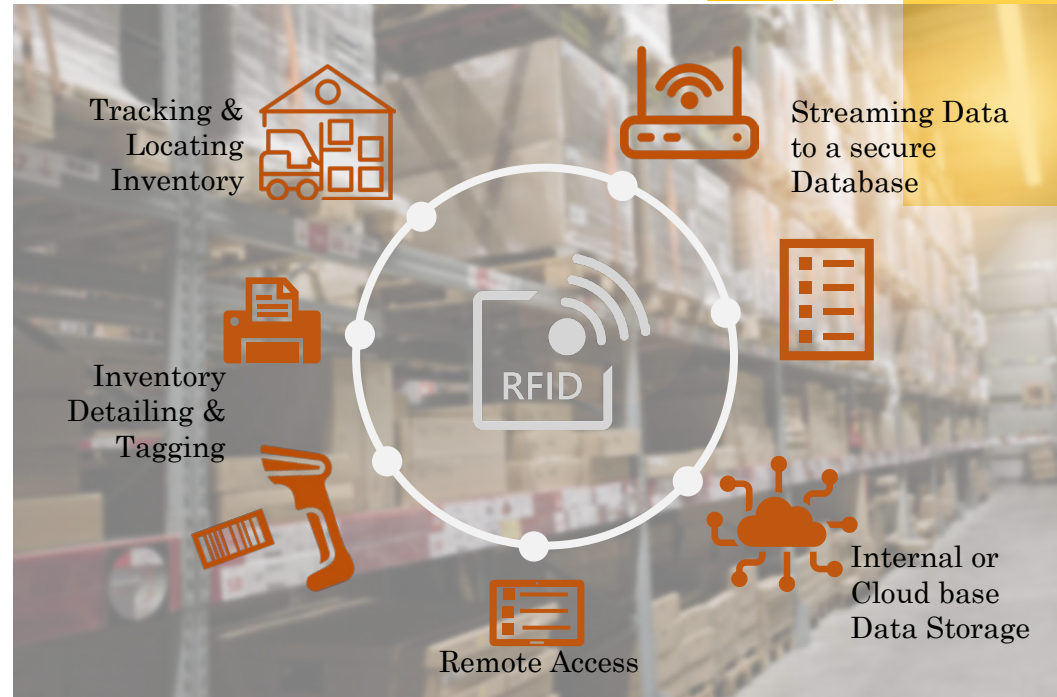 Tracking &
Locating
Inventory
Streaming Data
to a secure
Database
RFID
Inventory
Detailing &
Tagging
Internal or
Cloud base
Data Storage
Remote Access